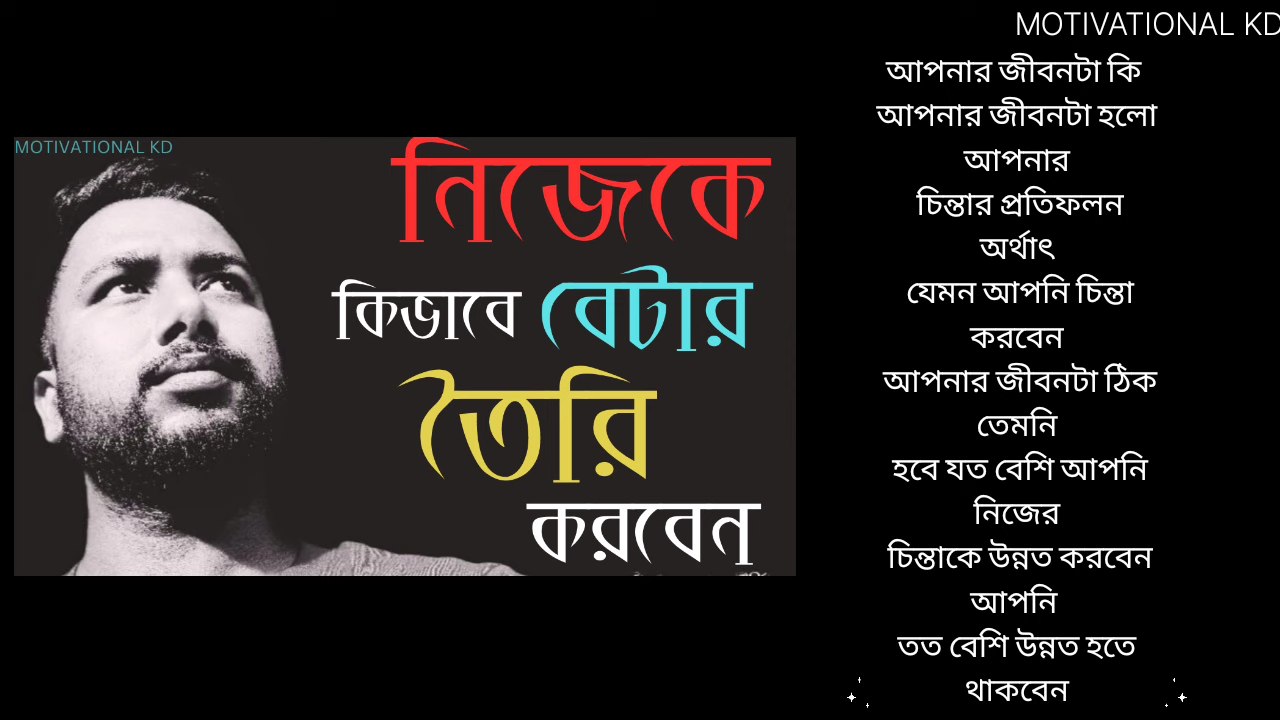 MOTIVATIONAL KD
MOTIVATIONAL KD
নিজেকে
কিভাবে বেটার
তৈরি
করবেন
আপনার জীবনটা কি
আপনার জীবনটা হলো
আপনার
চিন্তার প্রতিফলন
অর্থাৎ
যেমন আপনি চিন্তা
করবেন
আপনার জীবনটা ঠিক
তেমনি
হবে যত বেশি আপনি
নিজের
চিন্তাকে উন্নত করবেন
আপনি
তত বেশি উন্নত হতে
থাকবেন